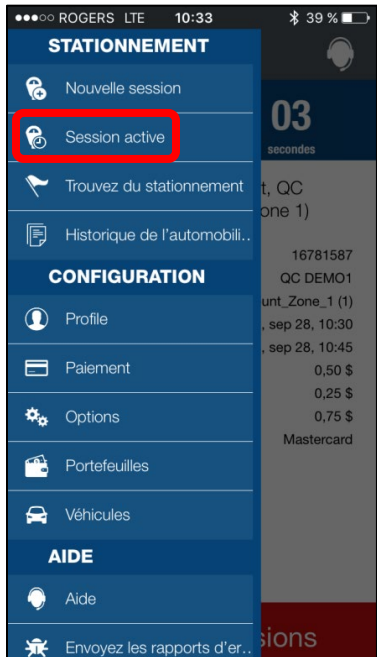 ROGERS LTE 10:33 39 %
STATIONNEMENT
Nouvelle session
03
Session active
secondes
Trouvez du stationnement
t, QC
one 1)
Historique de l'automobili..
16781587
CONFIGURATION
QC DEMO1
unt_Zone_1 (1)
Profile
, sep 28, 10:30
, sep 28, 10:45
Paiement
0,50 $
0,25 $
Options
0,75 $
Mastercard
Portefeuilles
Véhicules
AIDE
Aide
Envoyez les rapports d'er..
sions